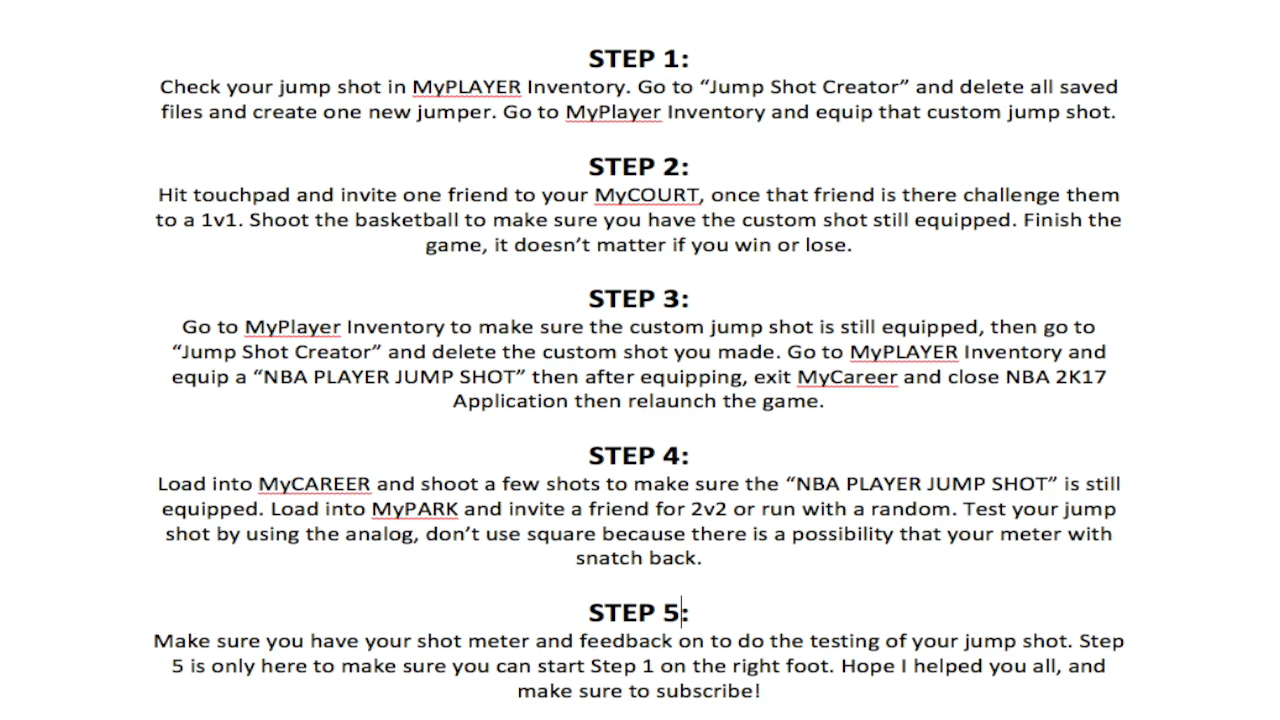 STEP 1:
Check your jump shot in MyPLAYER Inventory. Go to “Jump Shot Creator” and delete all saved
files and create one new jumper. Go to MyPlayer Inventory and equip that custom jump shot.
STEP 2:
Hit touchpad and invite one friend to your MyCOURT, once that friend is there challenge them
to a 1v1. Shoot the basketball to make sure you have the custom shot still equipped. Finish the
game, it doesn’t matter if you win or lose.
STEP 3:
Go to MyPlayer Inventory to make sure the custom jump shot is still equipped, then go to
“Jump Shot Creator” and delete the custom shot you made. Go to MyPLAYER Inventory and
equip a “NBA PLAYER JUMP SHOT” then after equipping, exit MyCareer and close NBA 2K17
Application then relaunch the game.
STEP 4:
Load into MyCAREER and shoot a few shots to make sure the “NBA PLAYER JUMP SHOT” is still
equipped. Load into MyPARK and invite a friend for 2v2 or run with a random. Test your jump
shot by using the analog, don’t use square because there is a possibility that your meter with
snatch back.
STEP 5:
Make sure you have your shot meter and feedback on to do the testing of your jump shot. Step
5 is only here to make sure you can start Step 1 on the right foot. Hope I helped you all, and
make sure to subscribe!